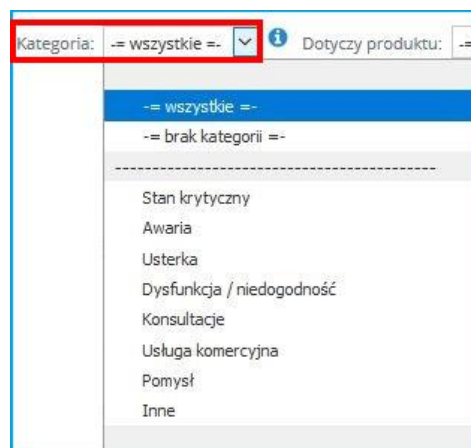 Kategoria: -= wszystkie =- Dotyczy produktu: -=
-= wszystkie =-
-= brak kategorii =-
--------------------------------------------
Stan krytyczny
Awaria
Usterka
Dysfunkcja / niedogodność
Konsultacje
Usługa komercyjna
Pomysł
Inne